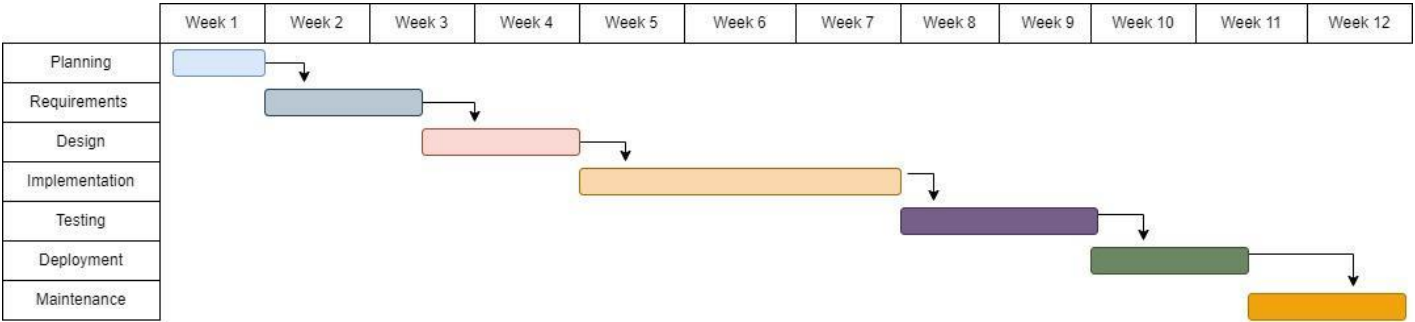 Week 1 Week 2 Week 3 Week 4 Week 5 Week 6 Week 7 Week 8 Week 9 Week 10 Week 11 Week 12
Planning
Requirements
Design
Implementation
Testing
Deployment
Maintenance